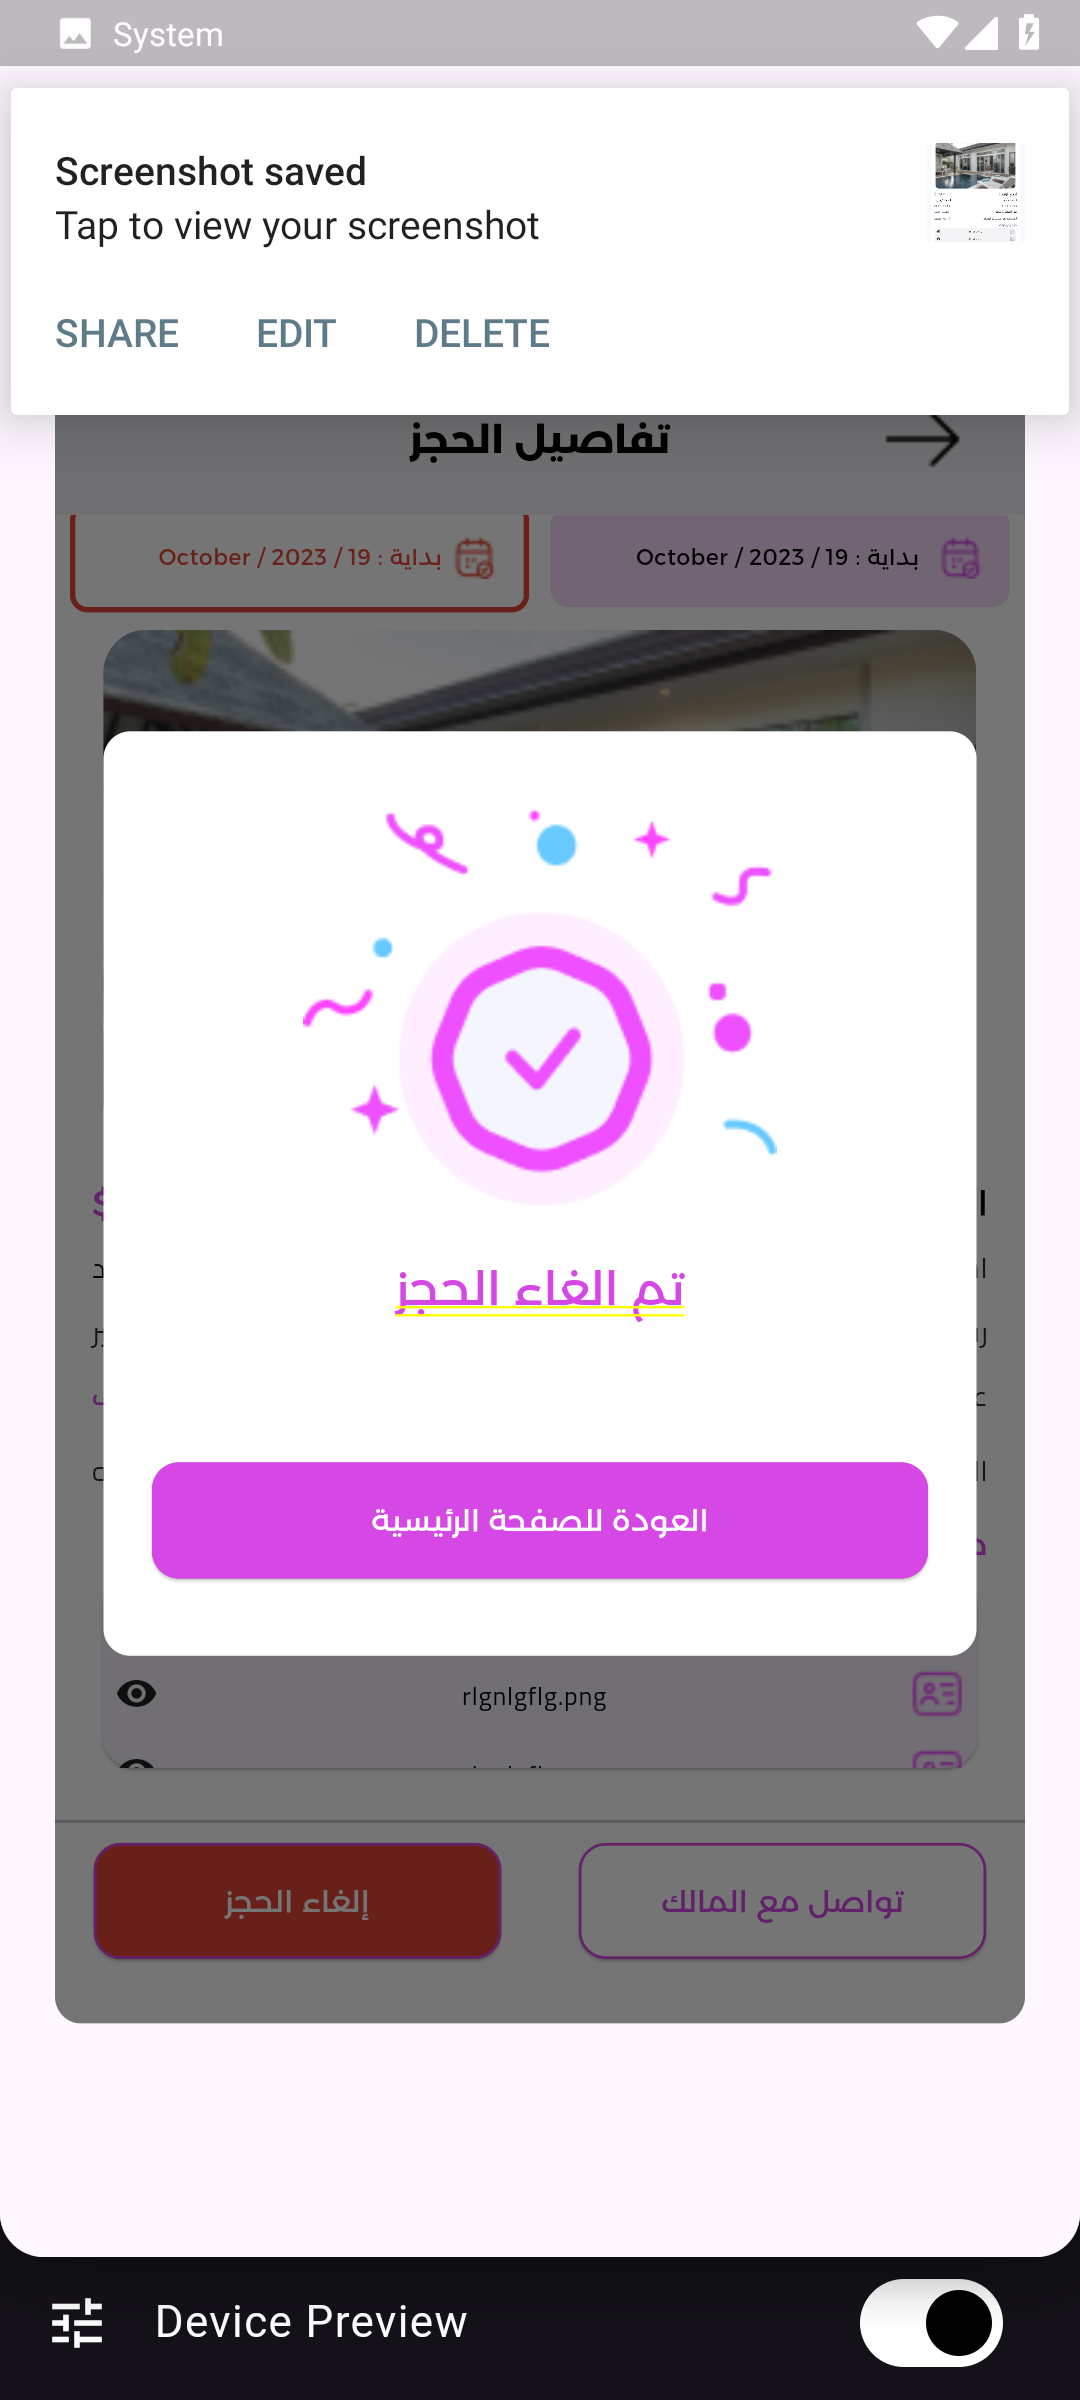 System
Screenshot saved
Tap to view your screenshot
SHARE EDIT DELETE
تفاصيل الحجز
بداية : 19 / October / 2023
بداية : 19 / October / 2023
تم الغاء الحجز
العودة للصفحة الرئيسية
rlgnlgflg.png
تواصل مع المالك
إلغاء الحجز
Device Preview